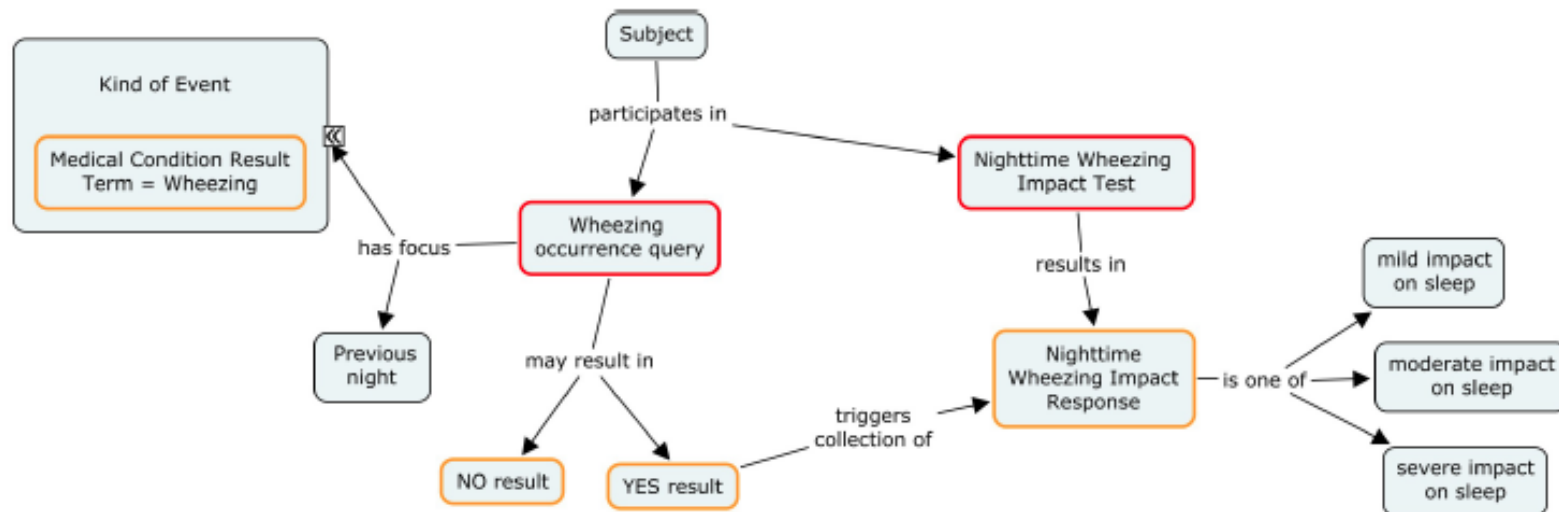 Subject
Kind of Event
participates in
Medical Condition Result
Term = Wheezing
Nighttime Wheezing
Impact Test
Wheezing
occurrence query
has focus
results in
mild impact
on sleep
Previous
night
may result in
Nighttime
Wheezing Impact
Response
is one of
moderate impact
on sleep
triggers
collection of
NO result
YES result
severe impact
on sleep